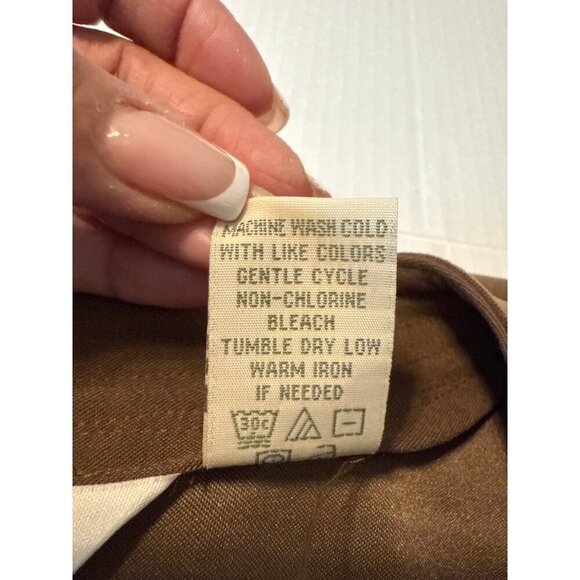 MACHINE WASH COLD
WITH LIKE COLORS
GENTLE CYCLE
NON-CHLORINE
BLEACH
TUMBLE DRY LOW
WARM IRON
IF NEEDED
30c